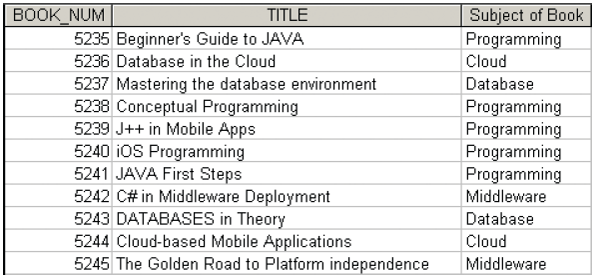 BOOK_NUM TITLE Subject of Book
5235 Beginner's Guide to JAVA Programming
5236 Database in the Cloud Cloud
5237 Mastering the database environment Database
5238 Conceptual Programming Programming
5239 J++ in Mobile Apps Programming
5240 iOS Programming Programming
5241 JAVA First Steps Programming
5242 C# in Middleware Deployment Middleware
5243 DATABASES in Theory Database
5244 Cloud-based Mobile Applications Cloud
5245 The Golden Road to Platform independence Middleware